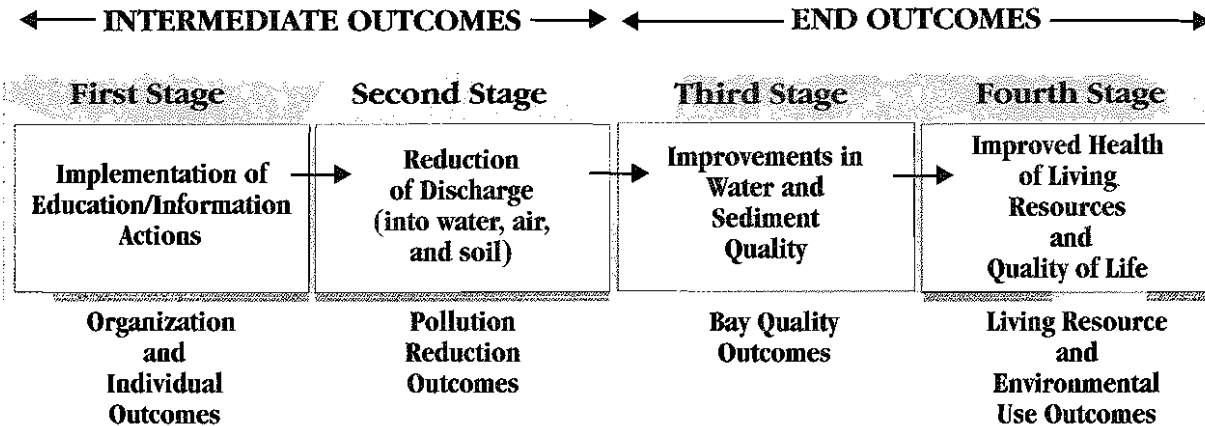 INTERMEDIATE OUTCOMES
END OUTCOMES
First Stage
Second Stage
Third Stage
Fourth Stage
Implementation of
Education/Information
Actions
Reduction
of Discharge
(into water, air,
and soil)
Improvements in
Water and
Sediment
Quality
Improved Health
of Living
Resources
and
Quality of Life
Organization
and
Individual
Outcomes
Pollution
Reduction
Outcomes
Bay Quality
Outcomes
Living Resource
and
Environmental
Use Outcomes